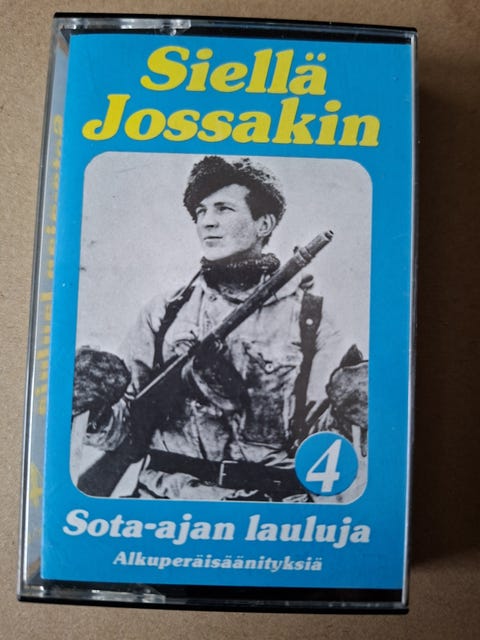 Siellä
Jossakin
4
Sota-ajan lauluja
Alkuperäisäänityksiä